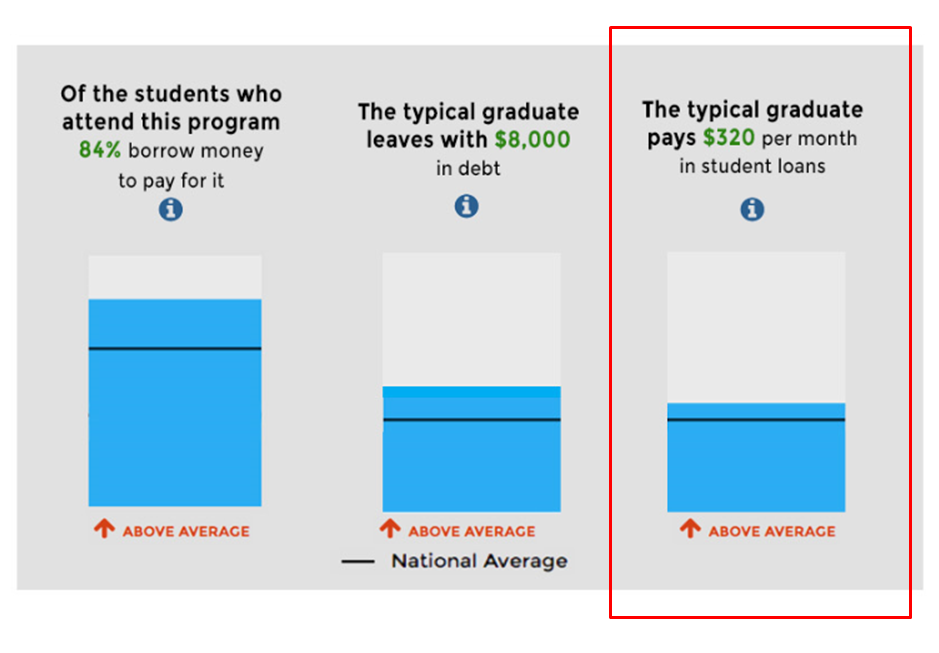 Of the students who
attend this program
84% borrow money
to pay for it
i
ABOVE AVERAGE
The typical graduate
leaves with $8,000
in debt
i
ABOVE AVERAGE
The typical graduate
pays $320 per month
in student loans
i
ABOVE AVERAGE
National Average